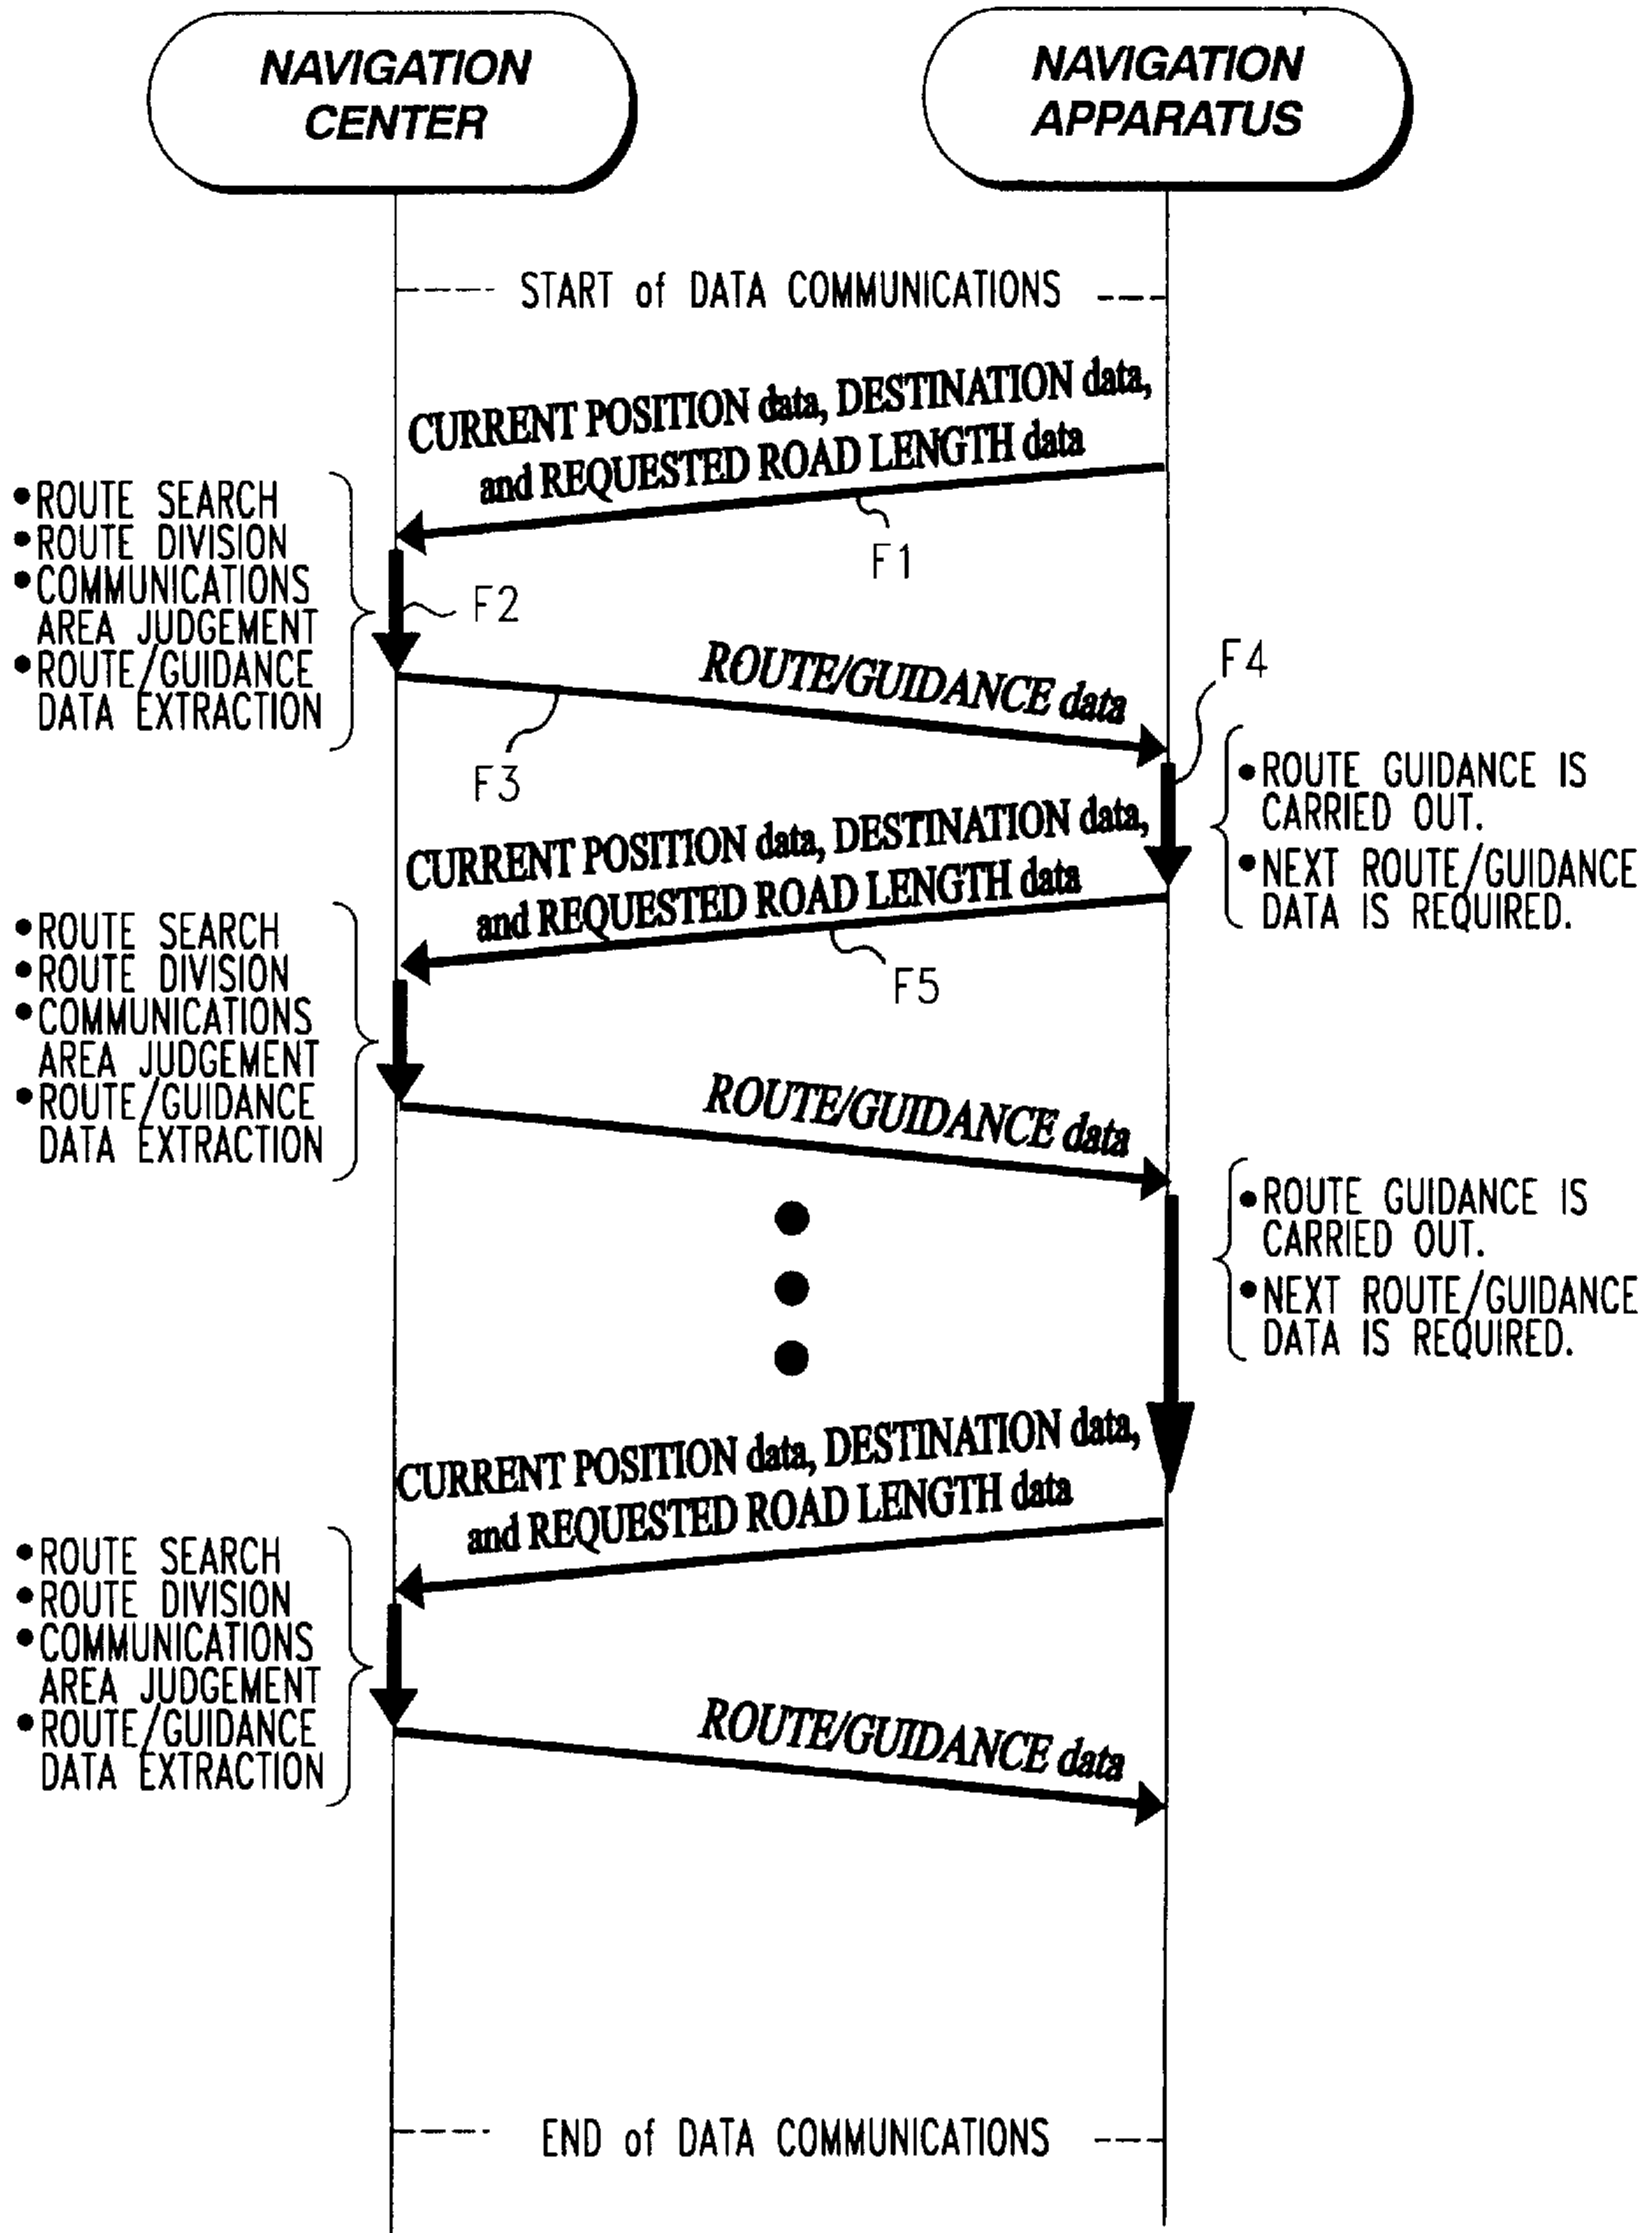 NAVIGATION
CENTER
NAVIGATION
APPARATUS
START of DATA COMMUNICATIONS
CURRENT POSITION data, DESTINATION data,
and REQUESTED ROAD LENGTH data
F1
•ROUTE SEARCH
•ROUTE DIVISION
•COMMUNICATIONS
AREA JUDGEMENT
•ROUTE/GUIDANCE
DATA EXTRACTION
F2
ROUTE/GUIDANCE data
F3
F4
•ROUTE GUIDANCE IS
CARRIED OUT.
•NEXT ROUTE/GUIDANCE
DATA IS REQUIRED.
CURRENT POSITION data, DESTINATION data,
and REQUESTED ROAD LENGTH data
F5
•ROUTE SEARCH
•ROUTE DIVISION
•COMMUNICATIONS
AREA JUDGEMENT
•ROUTE/GUIDANCE
DATA EXTRACTION
ROUTE/GUIDANCE data
•ROUTE GUIDANCE IS
CARRIED OUT.
•NEXT ROUTE/GUIDANCE
DATA IS REQUIRED.
CURRENT POSITION data, DESTINATION data,
and REQUESTED ROAD LENGTH data
•ROUTE SEARCH
•ROUTE DIVISION
•COMMUNICATIONS
AREA JUDGEMENT
•ROUTE/GUIDANCE
DATA EXTRACTION
ROUTE/GUIDANCE data
END of DATA COMMUNICATIONS